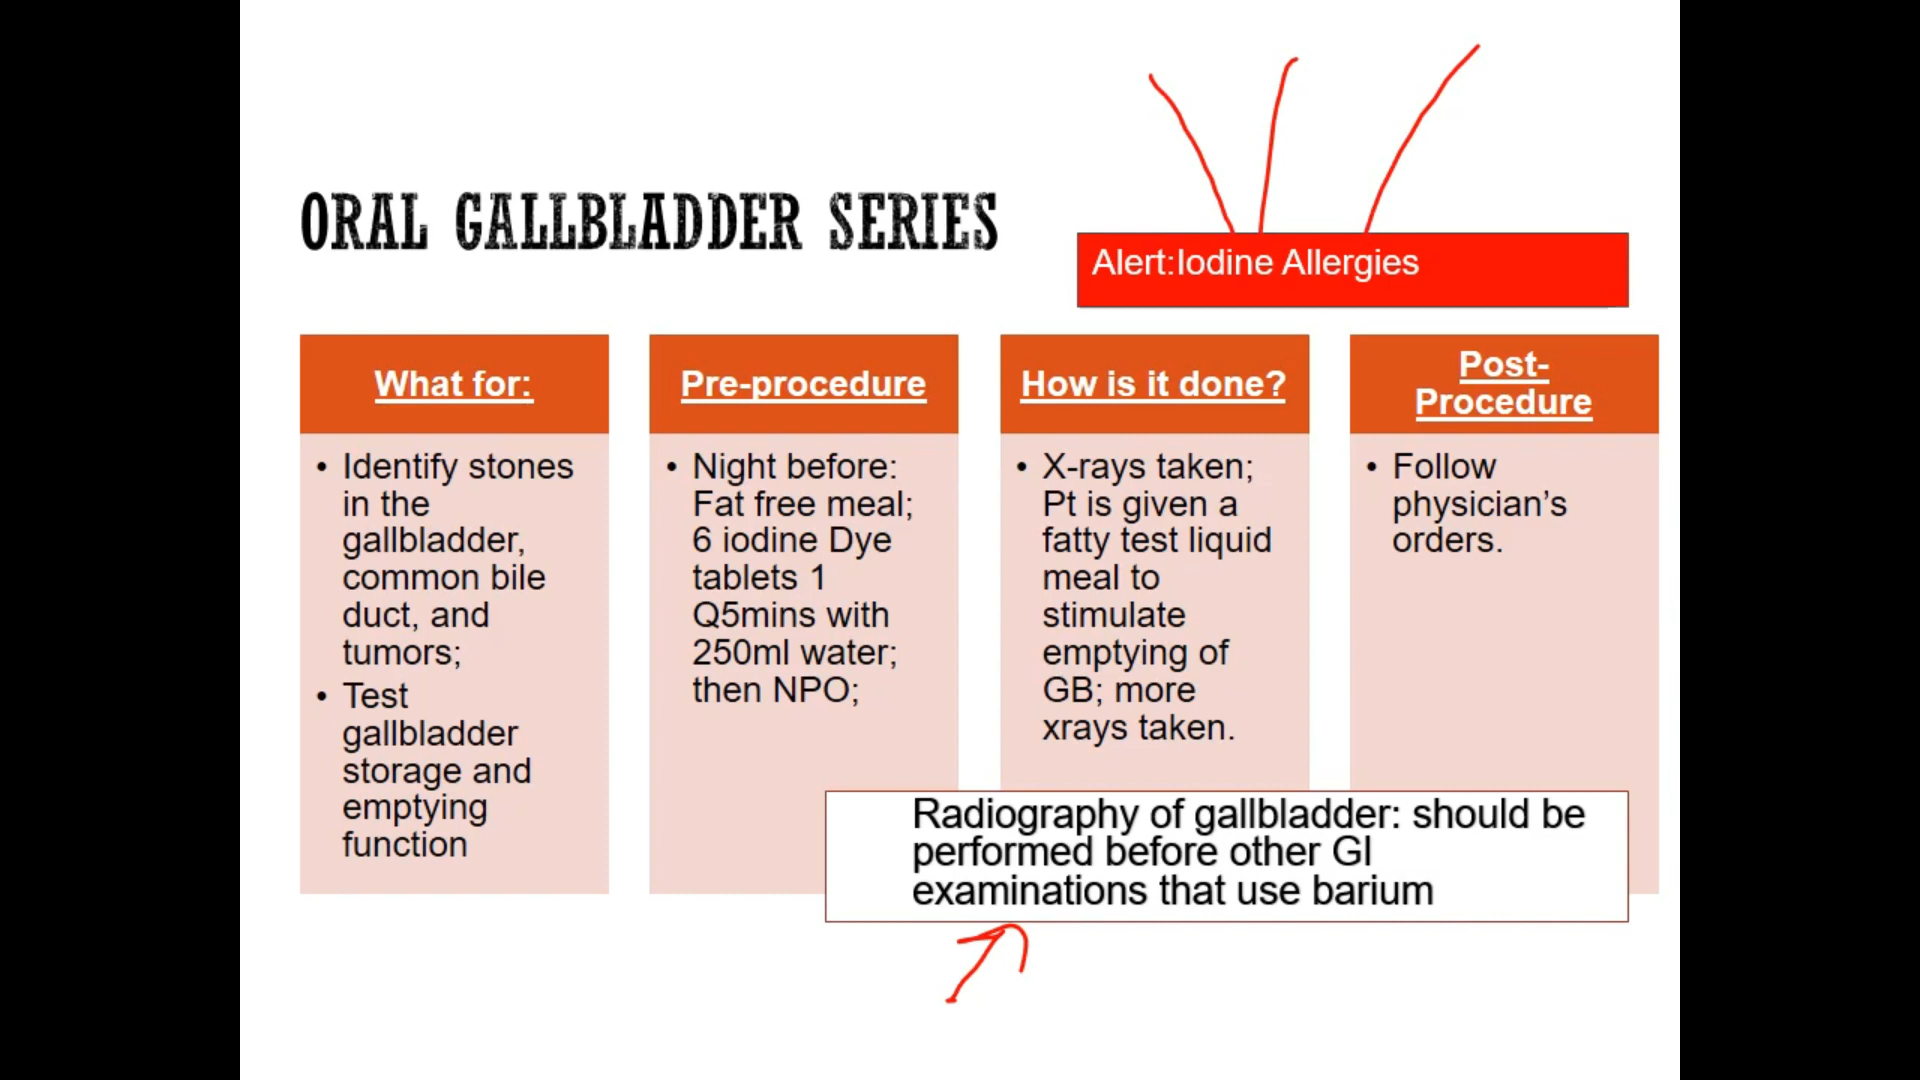 ORAL GALLBLADDER SERIES
Alert:Iodine Allergies
What for:
• Identify stones
in the
gallbladder,
common bile
duct, and
tumors;
• Test
gallbladder
storage and
emptying
function
Pre-procedure
• Night before:
Fat free meal;
6 iodine Dye
tablets 1
Q5mins with
250ml water;
then NPO;
How is it done?
• X-rays taken;
Pt is given a
fatty test liquid
meal to
stimulate
emptying of
GB; more
xrays taken.
Post-
Procedure
• Follow
physician’s
orders.
Radiography of gallbladder: should be
performed before other GI
examinations that use barium